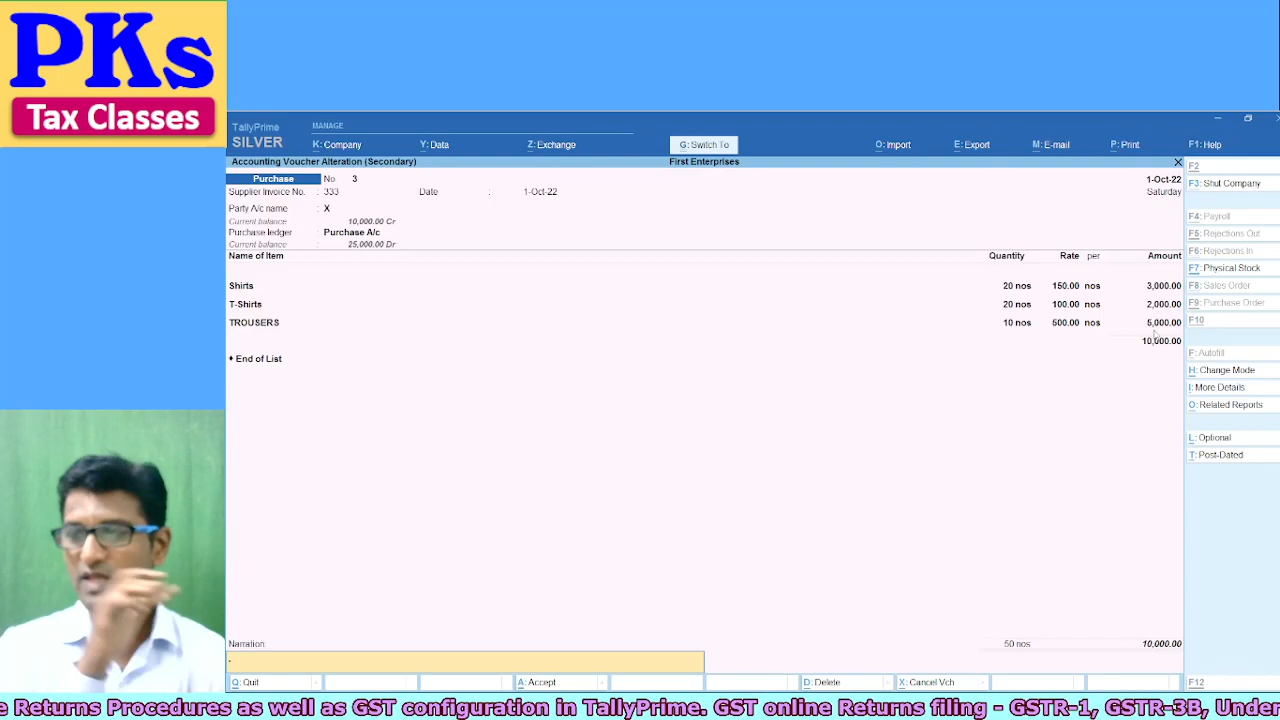 PKs
Tax Classes
TallyPrime
SILVER
MANAGE
K: Company
Y: Data
Z: Exchange
G: Switch To
O: Import
E: Export
M: E-mail
P: Print
F1: Help
Accounting Voucher Alteration (Secondary)
First Enterprises
Purchase No 3
1-Oct-22
Supplier Invoice No. : 333 Date : 1-Oct-22
Saturday
Party A/c name : X
Current balance : 10,000.00 Cr
Purchase ledger : Purchase A/c
Current balance : 25,000.00 Dr
Name of Item Quantity Rate per Amount
Shirts 20 nos 150.00 nos 3,000.00
T-Shirts 20 nos 100.00 nos 2,000.00
TROUSERS 10 nos 500.00 nos 5,000.00
10,000.00
♦ End of List
Narration:
50 nos 10,000.00
Q: Quit
A: Accept
D: Delete
X: Cancel Vch
F2
F3: Shut Company
F4: Payroll
F5: Rejections Out
F6: Rejections In
F7: Physical Stock
F8: Sales Order
F9: Purchase Order
F10
F: Autofill
H: Change Mode
I: More Details
O: Related Reports
L: Optional
T: Post-Dated
F12
e Returns Procedures as well as GST configuration in TallyPrime. GST online Returns filing - GSTR-1, GSTR-3B, Under